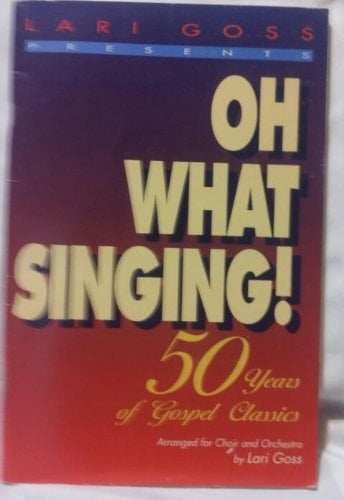 LARI GOSS
PRESENTS
OH
WHAT
SINGING!
50 Years
of Gospel Classics
Arranged for Choir and Orchestra
by Lari Goss